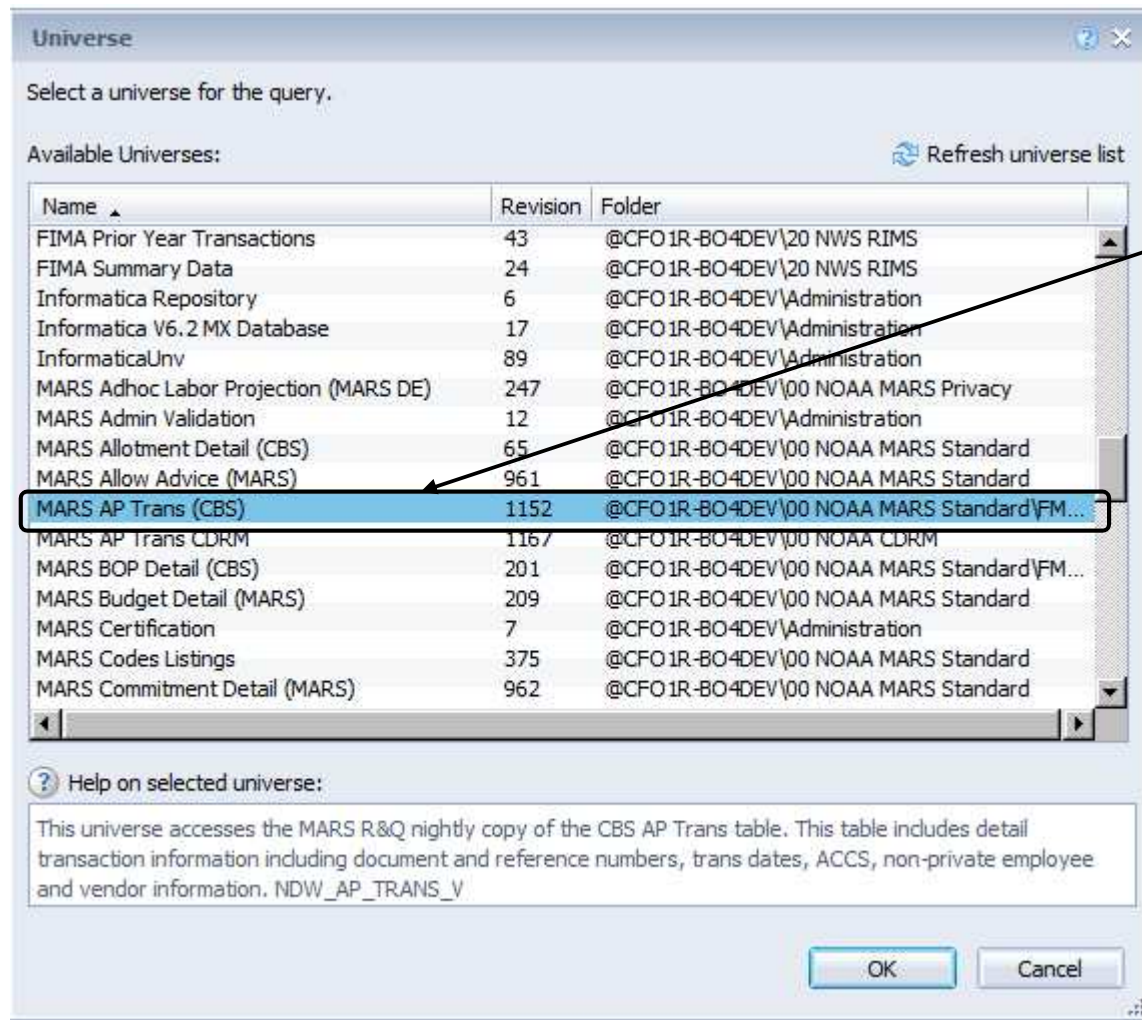 Universe
Select a universe for the query.
Available Universes: Refresh universe list
Name Revision Folder
FIMA Prior Year Transactions 43 @CFO1R-BO4DEV\20 NWS RIMS
FIMA Summary Data 24 @CFO1R-BO4DEV\20 NWS RIMS
Informatica Repository 6 @CFO1R-BO4DEV\Administration
Informatica V6.2 MX Database 17 @CFO1R-BO4DEV\Administration
InformaticaUnv 89 @CFO1R-BO4DEV\Administration
MARS Adhoc Labor Projection (MARS DE) 247 @CFO1R-BO4DEV\00 NOAA MARS Privacy
MARS Admin Validation 12 @CFO1R-BO4DEV\Administration
MARS Allotment Detail (CBS) 65 @CFO1R-BO4DEV\00 NOAA MARS Standard
MARS Allow Advice (MARS) 961 @CFO1R-BO4DEV\00 NOAA MARS Standard
MARS AP Trans (CBS) 1152 @CFO1R-BO4DEV\00 NOAA MARS Standard\FM...
MARS AP Trans CDRM 1167 @CFO1R-BO4DEV\00 NOAA CDRM
MARS BOP Detail (CBS) 201 @CFO1R-BO4DEV\00 NOAA MARS Standard\FM...
MARS Budget Detail (MARS) 209 @CFO1R-BO4DEV\00 NOAA MARS Standard
MARS Certification 7 @CFO1R-BO4DEV\Administration
MARS Codes Listings 375 @CFO1R-BO4DEV\00 NOAA MARS Standard
MARS Commitment Detail (MARS) 962 @CFO1R-BO4DEV\00 NOAA MARS Standard
? Help on selected universe:
This universe accesses the MARS R&Q nightly copy of the CBS AP Trans table. This table includes detail
transaction information including document and reference numbers, trans dates, ACCS, non-private employee
and vendor information. NDW_AP_TRANS_V
OK Cancel